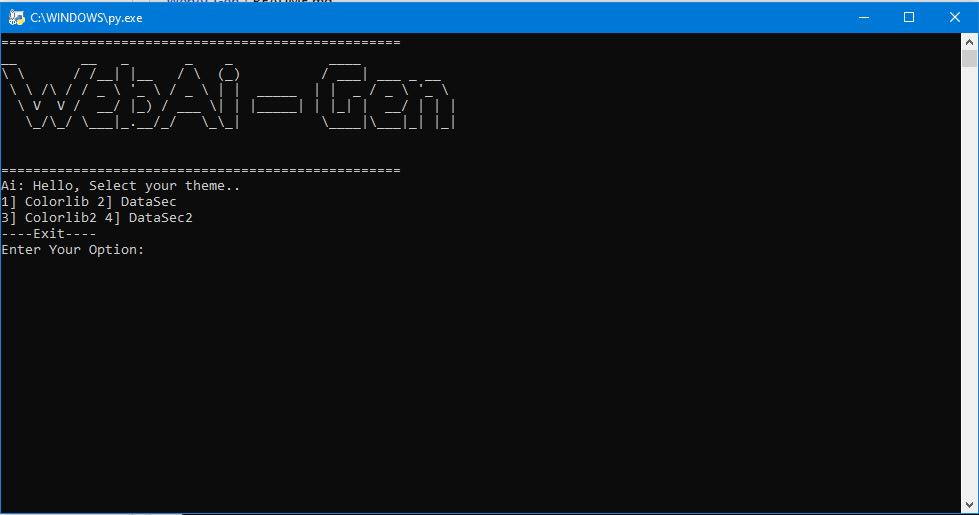 C:\WINDOWS\py.exe
==================================================
WebAi - Gen
==================================================
Ai: Hello, Select your theme..
1] Colorlib 2] DataSec
3] Colorlib2 4] DataSec2
----Exit----
Enter Your Option: